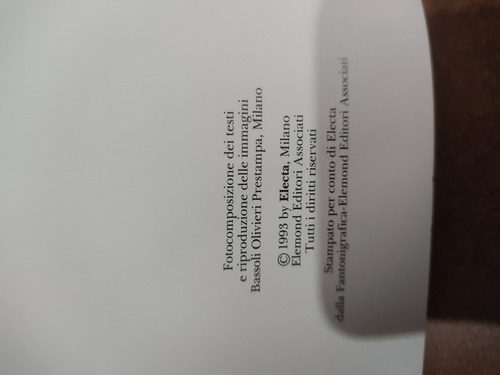 Fotocomposizione dei testi
e riproduzione delle immagini
Bassoli Olivieri Prestampa, Milano
© 1993 by Electa, Milano
Elemond Editori Associati
Tutti i diritti riservati
Stampato per conto di Electa
dalla Fantonigrafica-Elemond Editori Associati